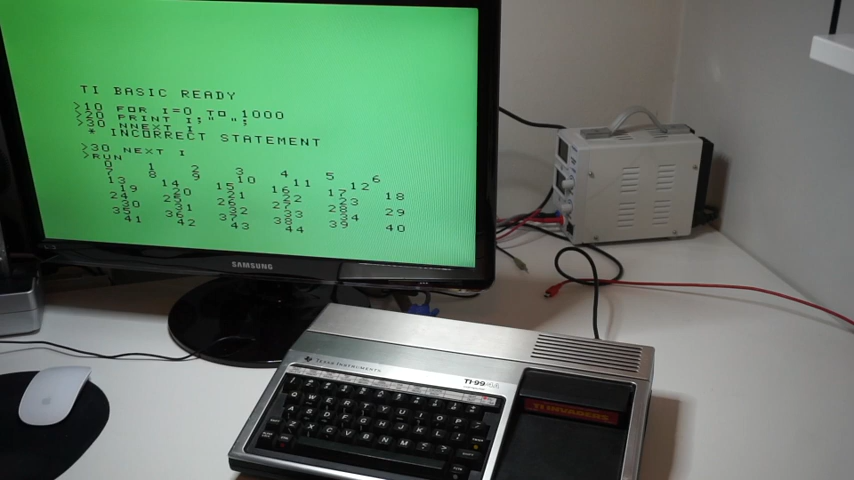 TI BASIC READY
>10 FOR I=0 TO 1000
>20 PRINT I;" ";
>30 INNEXT I
* INCORRECT STATEMENT
>30 NEXT I
>RUN
0 1 2 3 4 5 6
7 8 9 10 11 12
13 14 15 16 17 18
19 20 21 22 23
24 25 26 27 28 29
30 31 32 33 34
35 36 37 38 39 40
41 42 43 44
SAMSUNG
TEXAS INSTRUMENTS
TI-99/4A
TI INVADERS